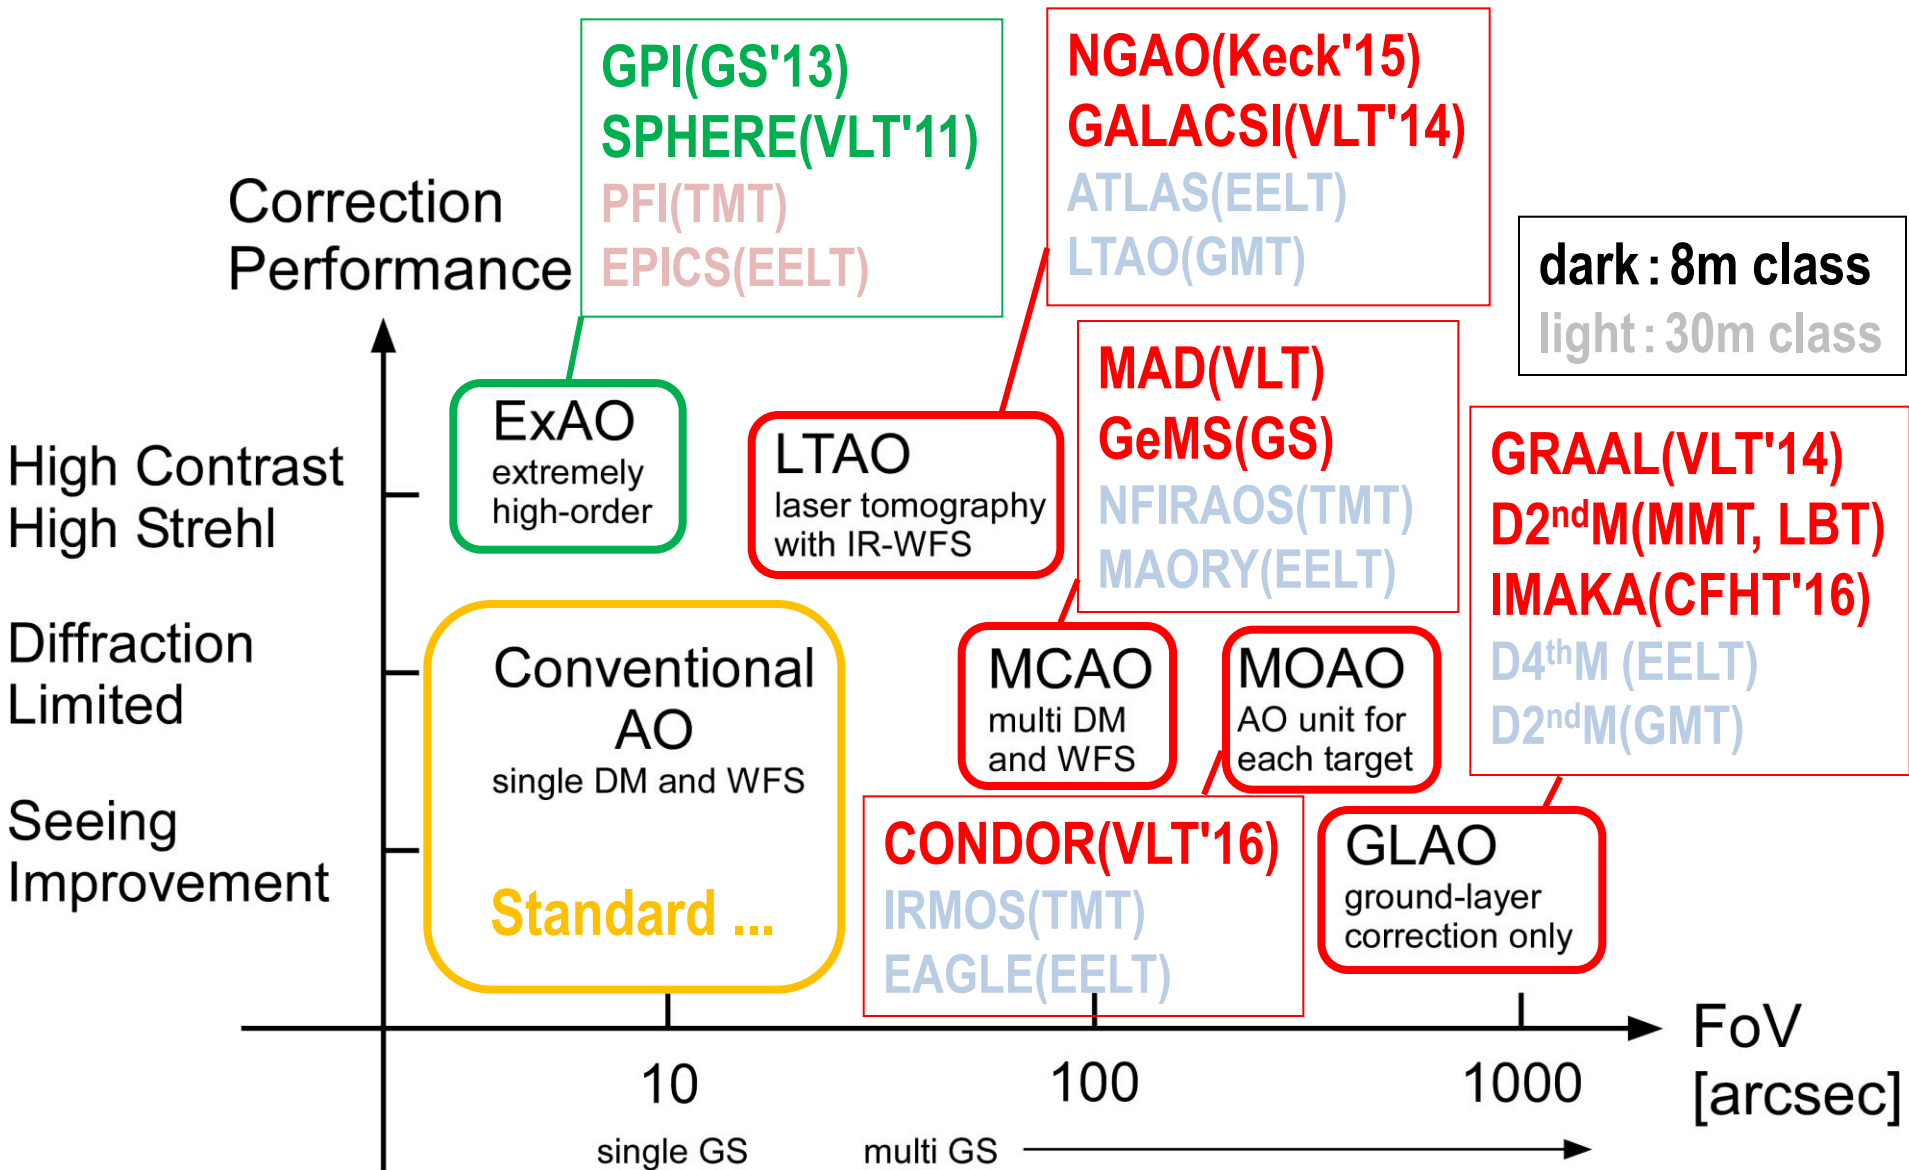 GPI(GS'13)
SPHERE(VLT'11)
PFI(TMT)
EPICS(EELT)
NGAO(Keck'15)
GALACSI(VLT'14)
ATLAS(EELT)
LTAO(GMT)
Correction
Performance
dark : 8m class
light : 30m class
MAD(VLT)
GeMS(GS)
NFIRAOS(TMT)
MAORY(EELT)
GRAAL(VLT'14)
D2ndM(MMT, LBT)
IMAKA(CFHT'16)
D4thM (EELT)
D2ndM(GMT)
High Contrast
High Strehl
ExAO
extremely
high-order
LTAO
laser tomography
with IR-WFS
Diffraction
Limited
Conventional
AO
single DM and WFS
Standard ...
MCAO
multi DM
and WFS
MOAO
AO unit for
each target
Seeing
Improvement
CONDOR(VLT'16)
IRMOS(TMT)
EAGLE(EELT)
GLAO
ground-layer
correction only
FoV
[arcsec]
10
100
1000
single GS
multi GS